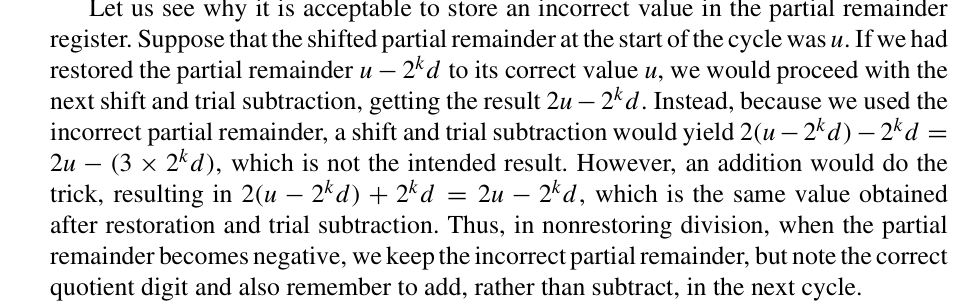 Let us see why it is acceptable to store an incorrect value in the partial remainder
register. Suppose that the shifted partial remainder at the start of the cycle was u. If we had
restored the partial remainder u − 2^k d to its correct value u, we would proceed with the
next shift and trial subtraction, getting the result 2u − 2^k d. Instead, because we used the
incorrect partial remainder, a shift and trial subtraction would yield 2(u − 2^k d) − 2^k d =
2u − (3 × 2^k d), which is not the intended result. However, an addition would do the
trick, resulting in 2(u − 2^k d) + 2^k d = 2u − 2^k d, which is the same value obtained
after restoration and trial subtraction. Thus, in nonrestoring division, when the partial
remainder becomes negative, we keep the incorrect partial remainder, but note the correct
quotient digit and also remember to add, rather than subtract, in the next cycle.